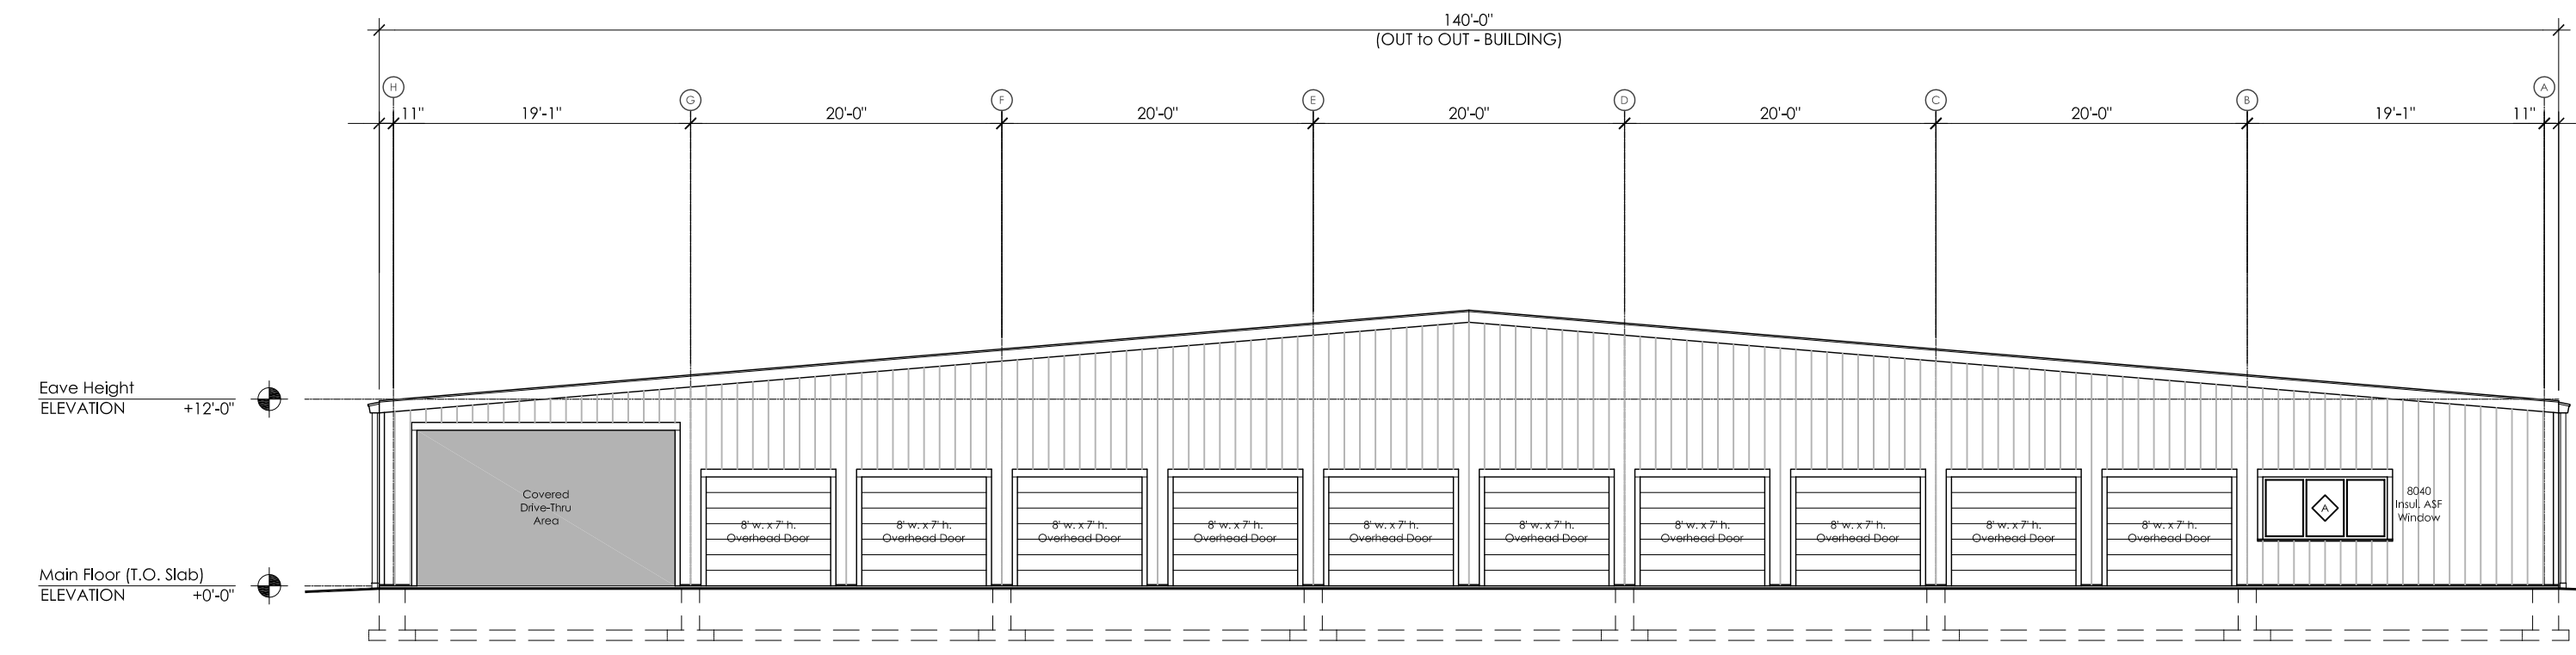 140'-0"
(OUT to OUT - BUILDING)
H
G
F
E
D
C
B
A
11"
19'-1"
20'-0"
20'-0"
20'-0"
20'-0"
20'-0"
19'-1"
11"
Eave Height
ELEVATION +12'-0"
Covered
Drive-Thru
Area
8' w. x 7' h.
Overhead Door
8' w. x 7' h.
Overhead Door
8' w. x 7' h.
Overhead Door
8' w. x 7' h.
Overhead Door
8' w. x 7' h.
Overhead Door
8' w. x 7' h.
Overhead Door
8' w. x 7' h.
Overhead Door
8' w. x 7' h.
Overhead Door
8' w. x 7' h.
Overhead Door
8' w. x 7' h.
Overhead Door
A
8040
Insul. ASF
Window
Main Floor (T.O. Slab)
ELEVATION +0'-0"